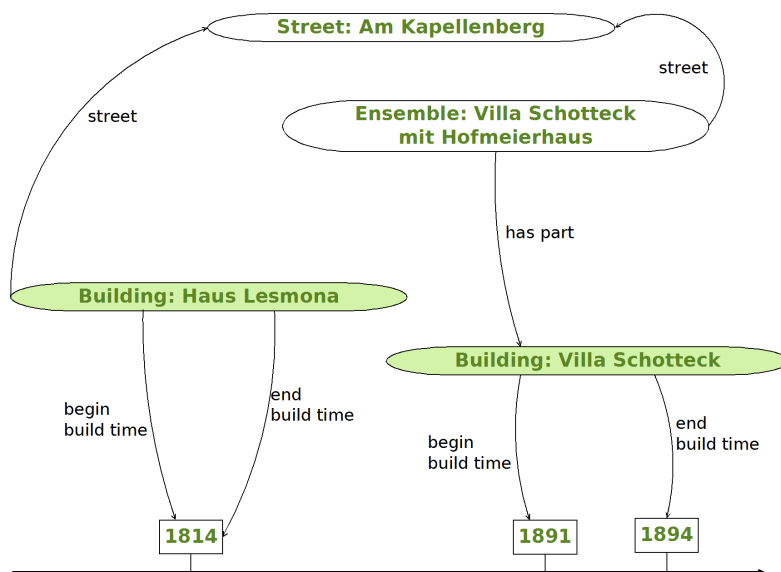 Street: Am Kapellenberg
street
street
Ensemble: Villa Schotteck
mit Hofmeierhaus
has part
Building: Haus Lesmona
Building: Villa Schotteck
begin
build time
end
build time
begin
build time
end
build time
1814
1891
1894